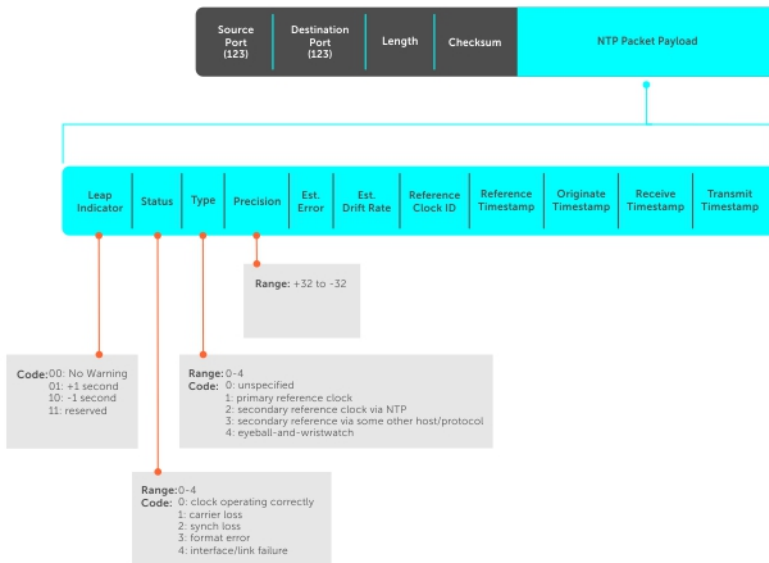 Source
Port
(123)
Destination
Port
(123)
Length
Checksum
NTP Packet Payload
Leap
Indicator
Status
Type
Precision
Est.
Error
Est.
Drift Rate
Reference
Clock ID
Reference
Timestamp
Originate
Timestamp
Receive
Timestamp
Transmit
Timestamp
Range: +32 to -32
Code:00: No Warning
01: +1 second
10: -1 second
11: reserved
Range: 0-4
Code: 0: unspecified
1: primary reference clock
2: secondary reference clock via NTP
3: secondary reference via some other host/protocol
4: eyeball-and-wristwatch
Range:0-4
Code: 0: clock operating correctly
1: carrier loss
2: synch loss
3: format error
4: interface/link failure